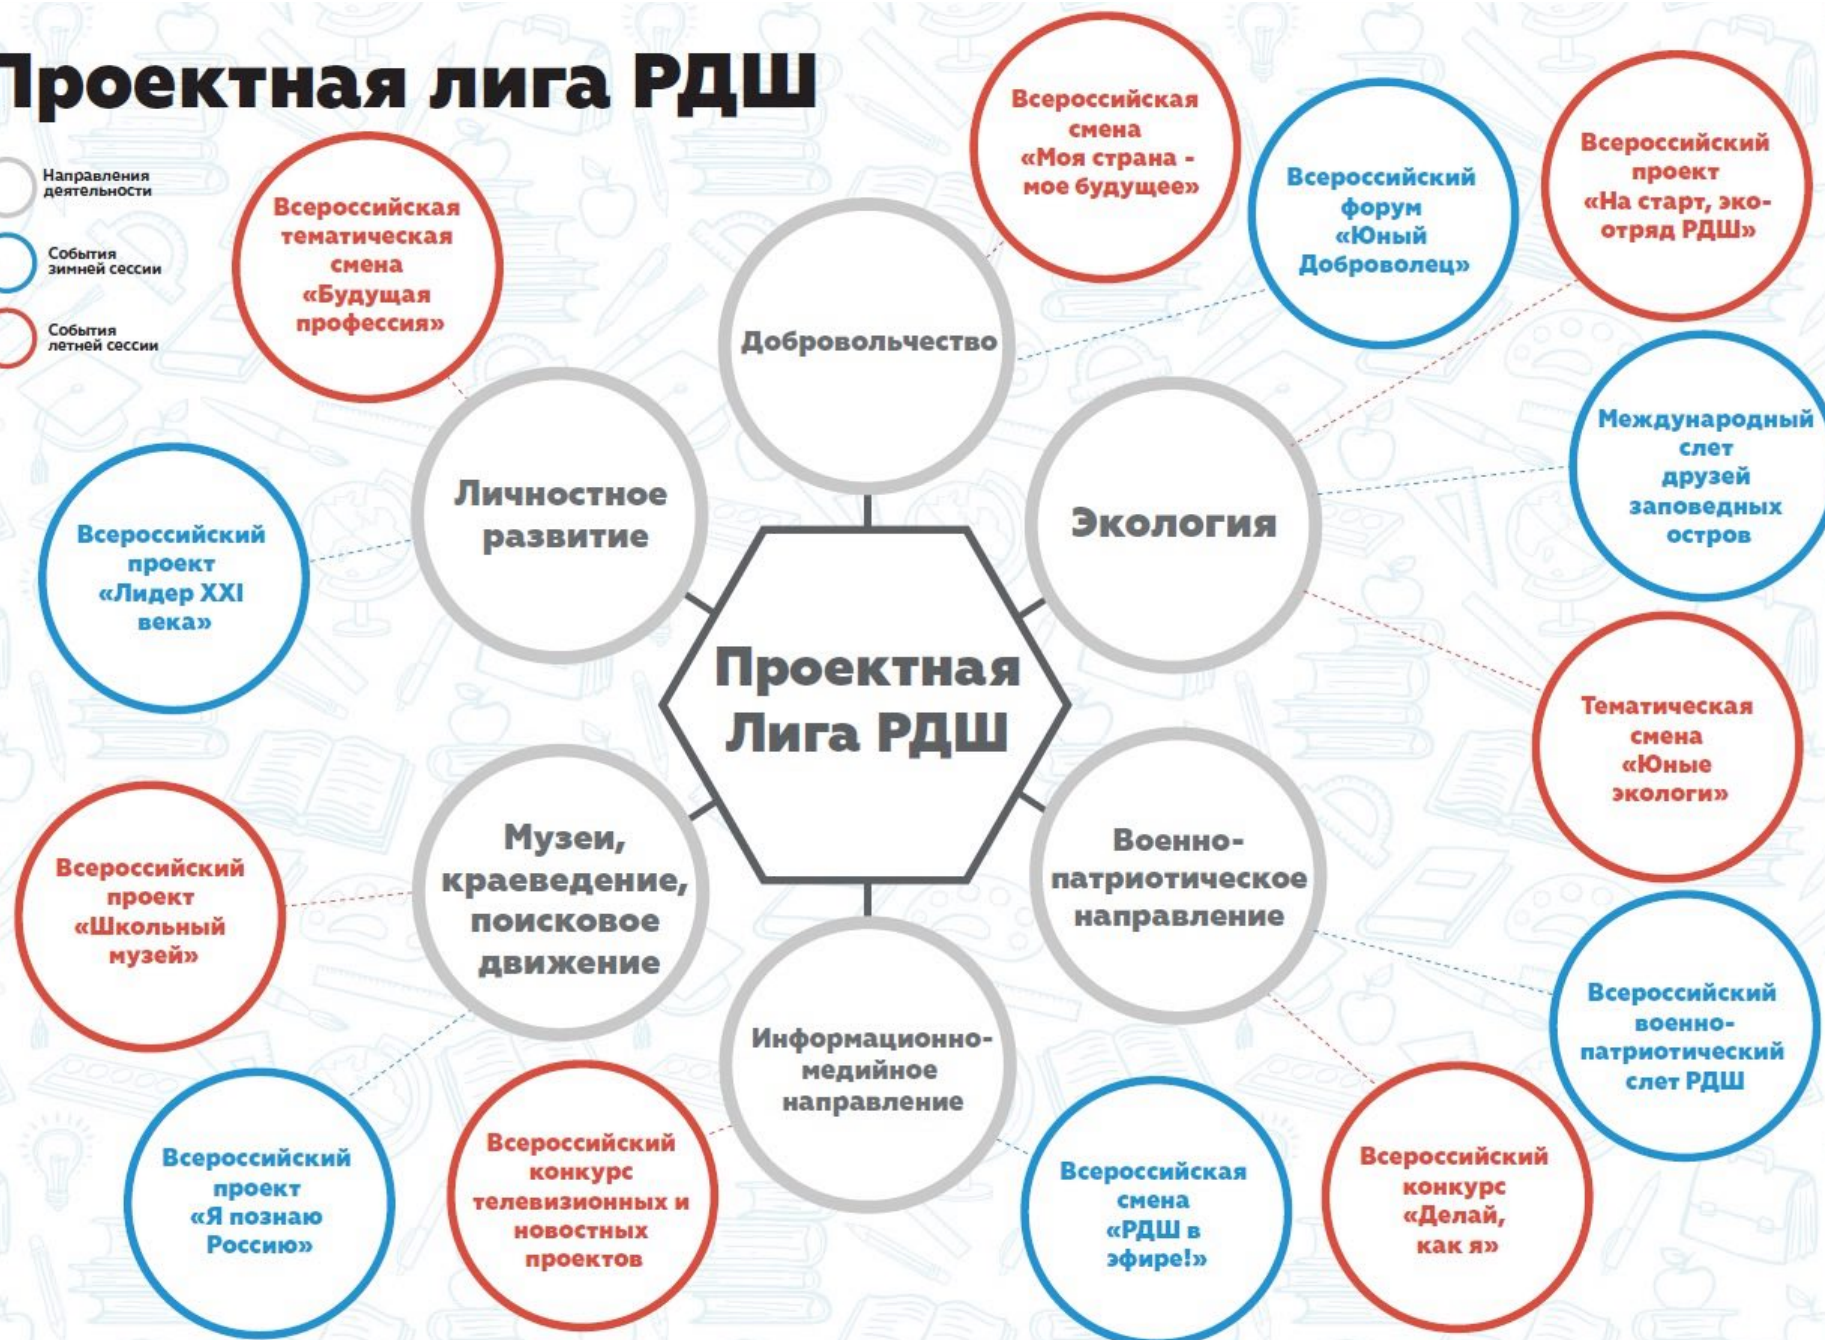 Проектная лига РДШ
Направления
деятельности
События
зимней сессии
События
летней сессии
Всероссийская
тематическая
смена
«Будущая
профессия»
Всероссийская
смена
«Моя страна -
мое будущее»
Всероссийский
форум
«Юный
Доброволец»
Всероссийский
проект
«На старт, эко-
отряд РДШ»
Добровольчество
Личностное
развитие
Экология
Международный
слет
друзей
заповедных
остров
Всероссийский
проект
«Лидер XXI
века»
Проектная
Лига РДШ
Тематическая
смена
«Юные
экологи»
Всероссийский
проект
«Школьный
музей»
Музеи,
краеведение,
поисковое
движение
Военно-
патриотическое
направление
Информационно-
медийное
направление
Всероссийский
военно-
патриотический
слет РДШ
Всероссийский
проект
«Я познаю
Россию»
Всероссийский
конкурс
телевизионных и
новостных
проектов
Всероссийская
смена
«РДШ в
эфире!»
Всероссийский
конкурс
«Делай,
как я»